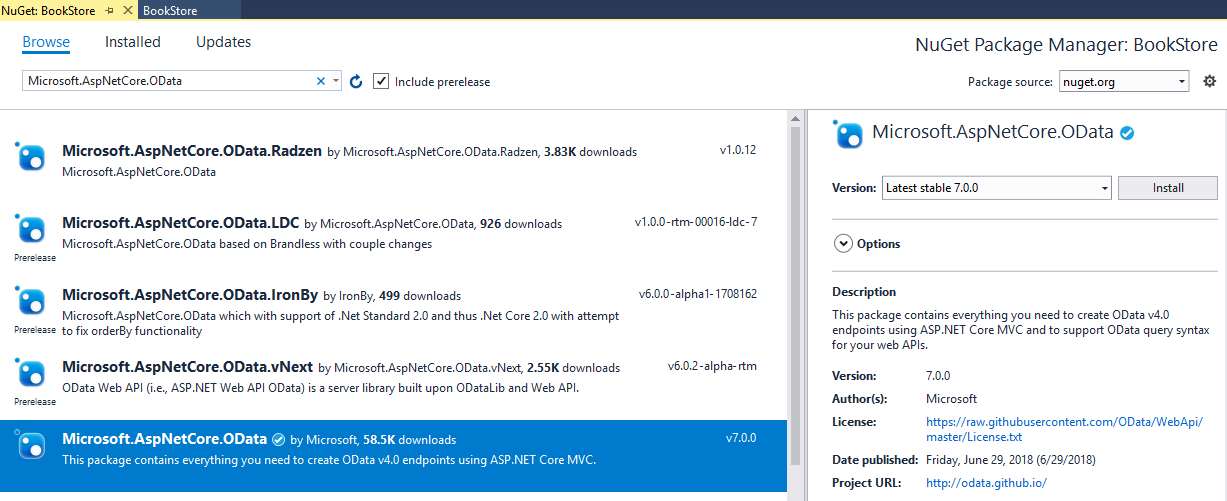 NuGet: BookStore
BookStore
Browse Installed Updates
NuGet Package Manager: BookStore
Microsoft.AspNetCore.OData
Include prerelease
Package source: nuget.org
Microsoft.AspNetCore.OData.Radzen by Microsoft.AspNetCore.OData.Radzen, 3.83K downloads
v1.0.12
Microsoft.AspNetCore.OData
Microsoft.AspNetCore.OData.LDC by Microsoft.AspNetCore.OData, 926 downloads
v1.0.0-rtm-00016-ldc-7
Microsoft.AspNetCore.OData based on Brandless with couple changes
Prerelease
Microsoft.AspNetCore.OData.IronBy by IronBy, 499 downloads
v6.0.0-alpha1-1708162
Microsoft.AspNetCore.OData which with support of .Net Standard 2.0 and thus .Net Core 2.0 with attempt
to fix orderBy functionality
Prerelease
Microsoft.AspNetCore.OData.vNext by Microsoft.AspNetCore.OData.vNext, 2.55K downloads
v6.0.2-alpha-rtm
OData Web API (i.e., ASP.NET Web API OData) is a server library built upon ODataLib and Web API.
Prerelease
Microsoft.AspNetCore.OData by Microsoft, 58.5K downloads
v7.0.0
This package contains everything you need to create OData v4.0 endpoints using ASP.NET Core MVC.
Microsoft.AspNetCore.OData
Version: Latest stable 7.0.0
Install
Options
Description
This package contains everything you need to create OData v4.0
endpoints using ASP.NET Core MVC and to support OData query syntax
for your web APIs.
Version: 7.0.0
Author(s): Microsoft
License: https://raw.githubusercontent.com/OData/WebApi/
master/License.txt
Date published: Friday, June 29, 2018 (6/29/2018)
Project URL: http://odata.github.io/